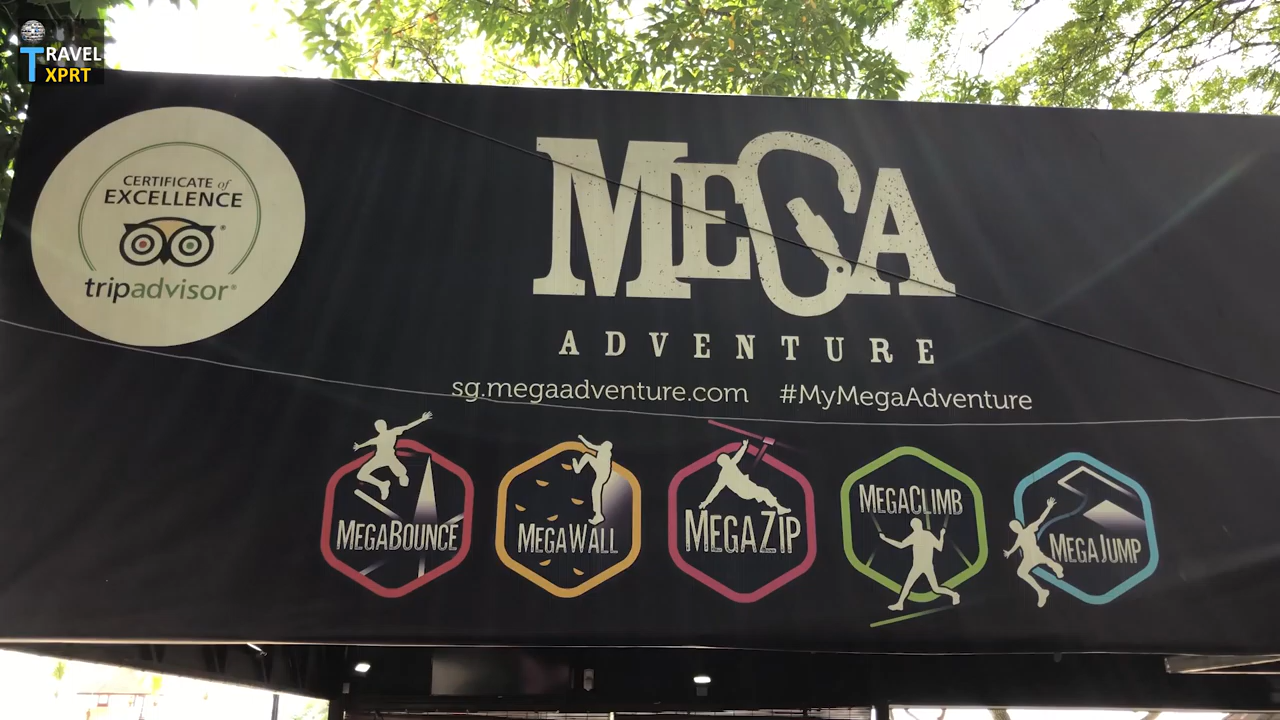 TRAVEL
XPRT
CERTIFICATE of
EXCELLENCE
tripadvisor®
MEGA
ADVENTURE
sg.megaadventure.com #MyMegaAdventure
MEGABOUNCE
MEGAWALL
MEGAZIP
MEGACLIMB
MEGAJUMP